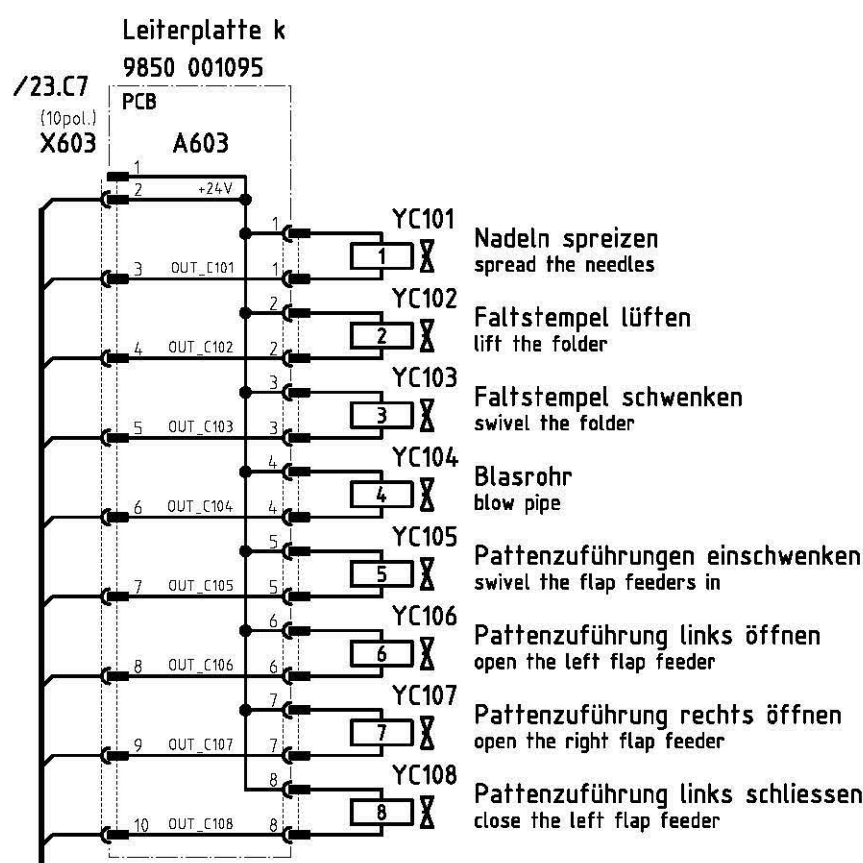 Leiterplatte k
9850 001095
/23.C7
PCB
(10pol.)
X603
A603
1
2
+24V
1
YC101
Nadeln spreizen
1
spread the needles
3
OUT_C101
1
2
YC102
Faltstempel lüften
2
lift the folder
4
OUT_C102
2
3
YC103
Faltstempel schwenken
3
swivel the folder
5
OUT_C103
3
4
YC104
Blasrohr
4
blow pipe
6
OUT_C104
4
5
YC105
Pattenzuführungen einschwenken
5
swivel the flap feeders in
7
OUT_C105
5
6
YC106
Pattenzuführung links öffnen
6
open the left flap feeder
8
OUT_C106
6
7
YC107
Pattenzuführung rechts öffnen
7
open the right flap feeder
9
OUT_C107
7
8
YC108
Pattenzuführung links schliessen
8
close the left flap feeder
10
OUT_C108
8